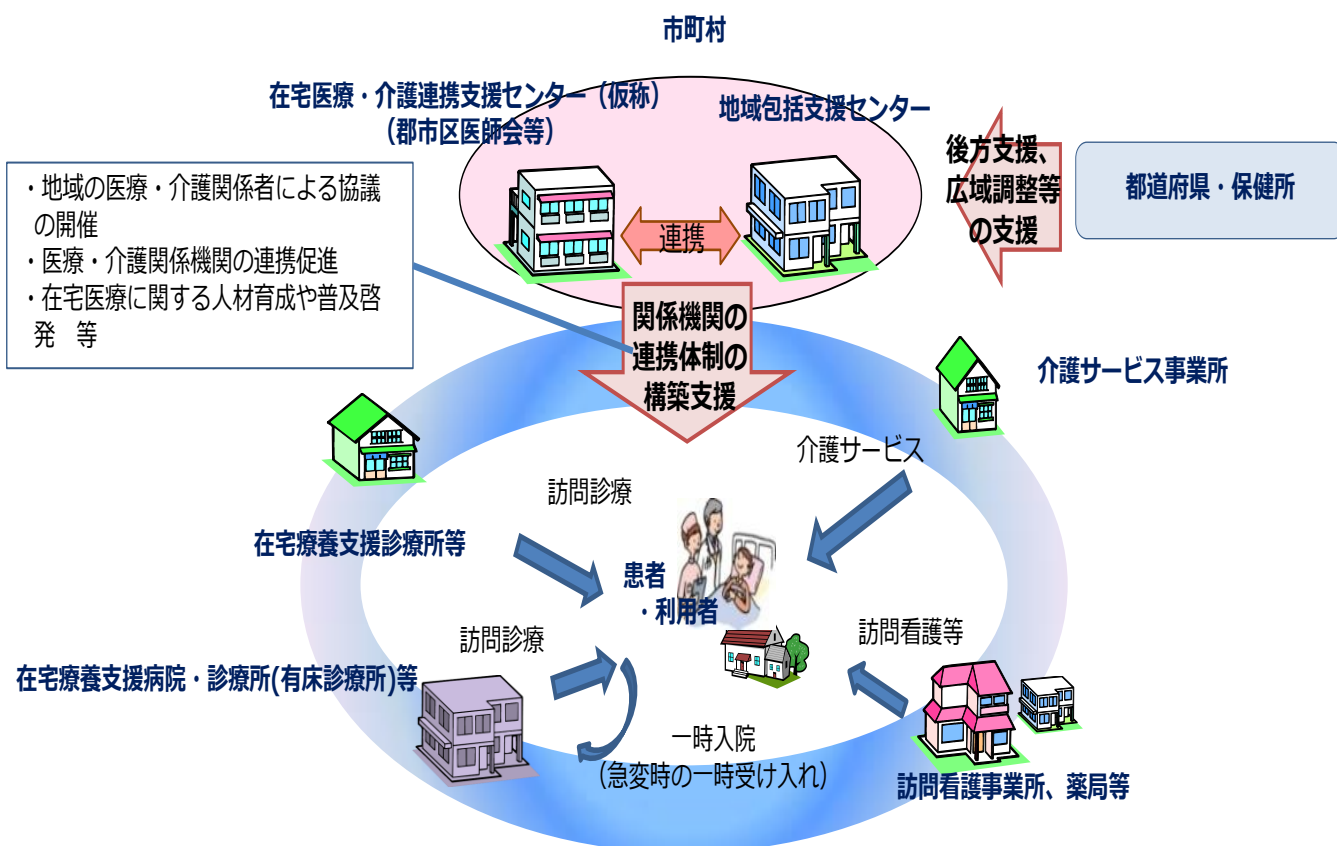 市町村
在宅医療・介護連携支援センター（仮称）
（郡市区医師会等）
地域包括支援センター
連携
後方支援、
広域調整等
の支援
都道府県・保健所
・地域の医療・介護関係者による協議
の開催
・医療・介護関係機関の連携促進
・在宅医療に関する人材育成や普及啓
発　等
関係機関の
連携体制の
構築支援
介護サービス事業所
介護サービス
訪問診療
在宅療養支援診療所等
患者
・利用者
訪問診療
訪問看護等
在宅療養支援病院・診療所(有床診療所)等
一時入院
(急変時の一時受け入れ)
訪問看護事業所、薬局等